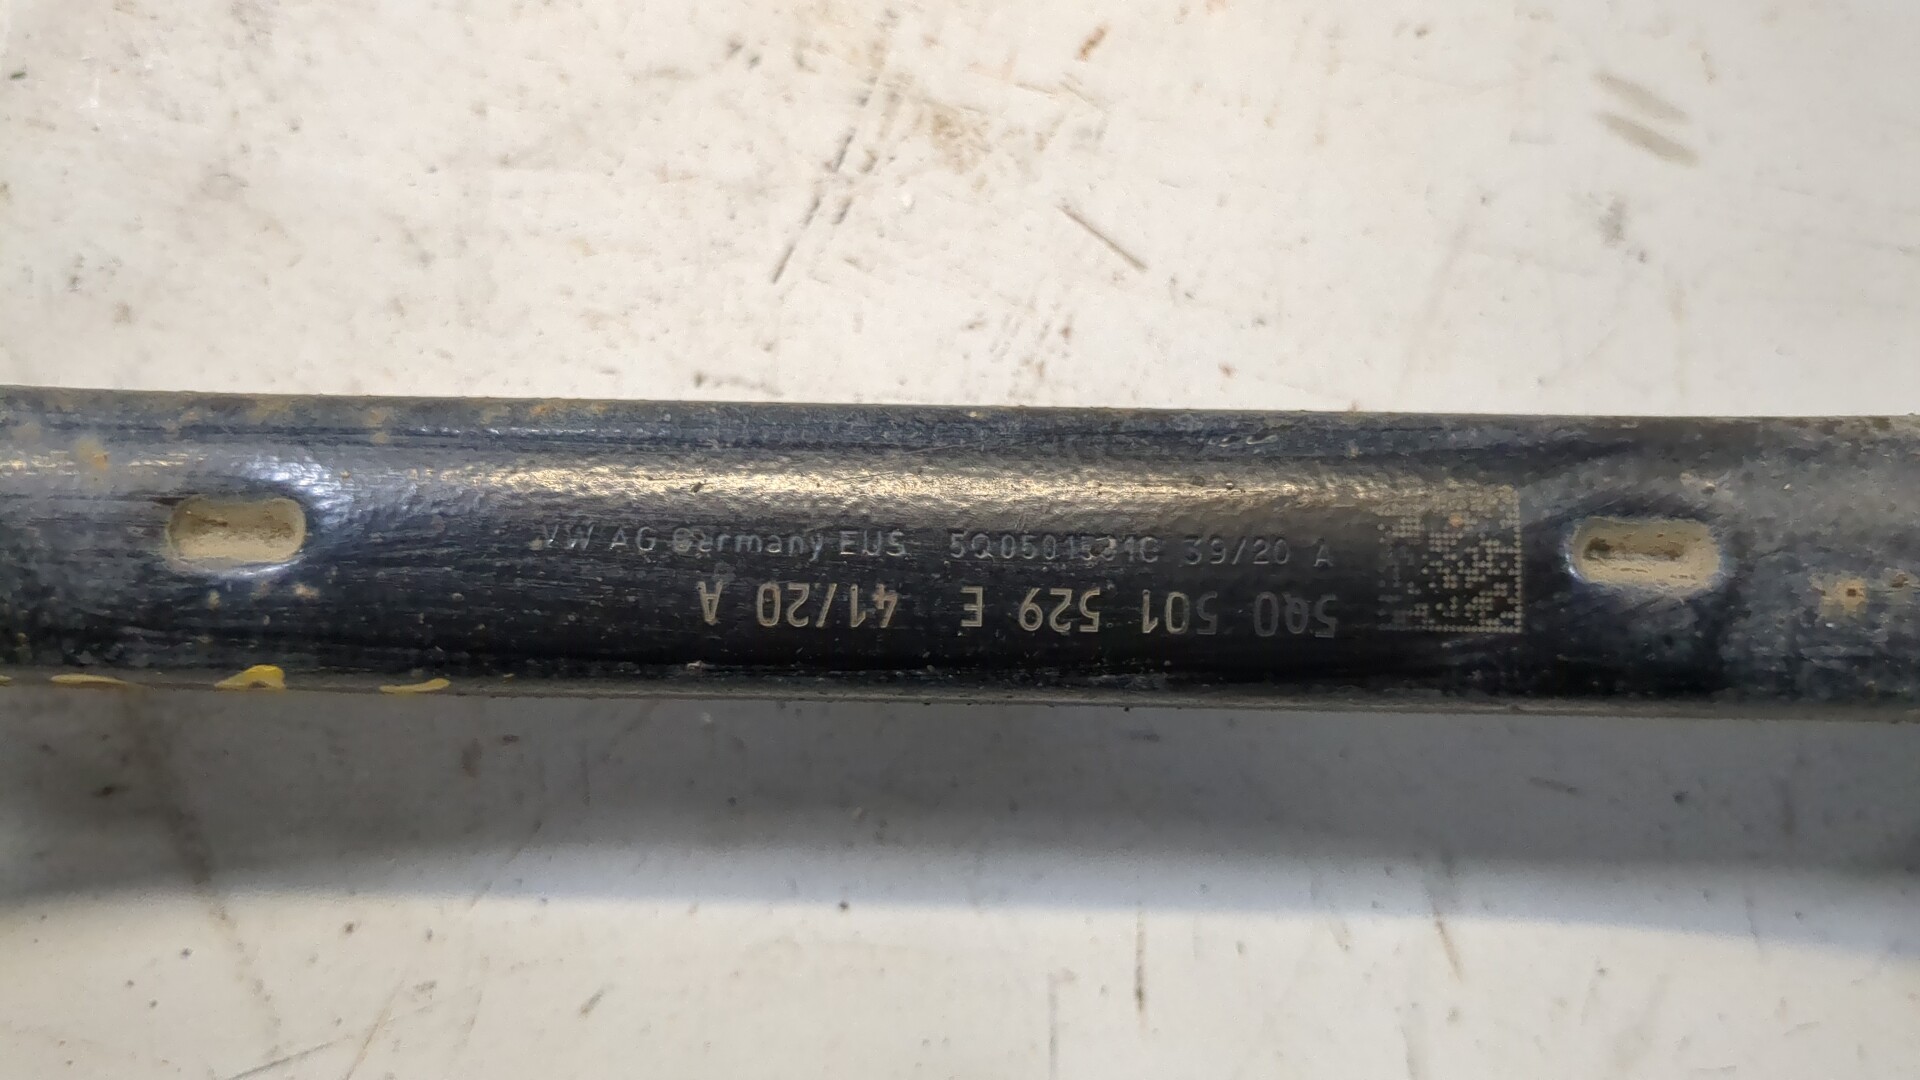 VW AG Germany EUS 5Q0501531C 39/20 A
5Q0 501 529 E 41/20 A